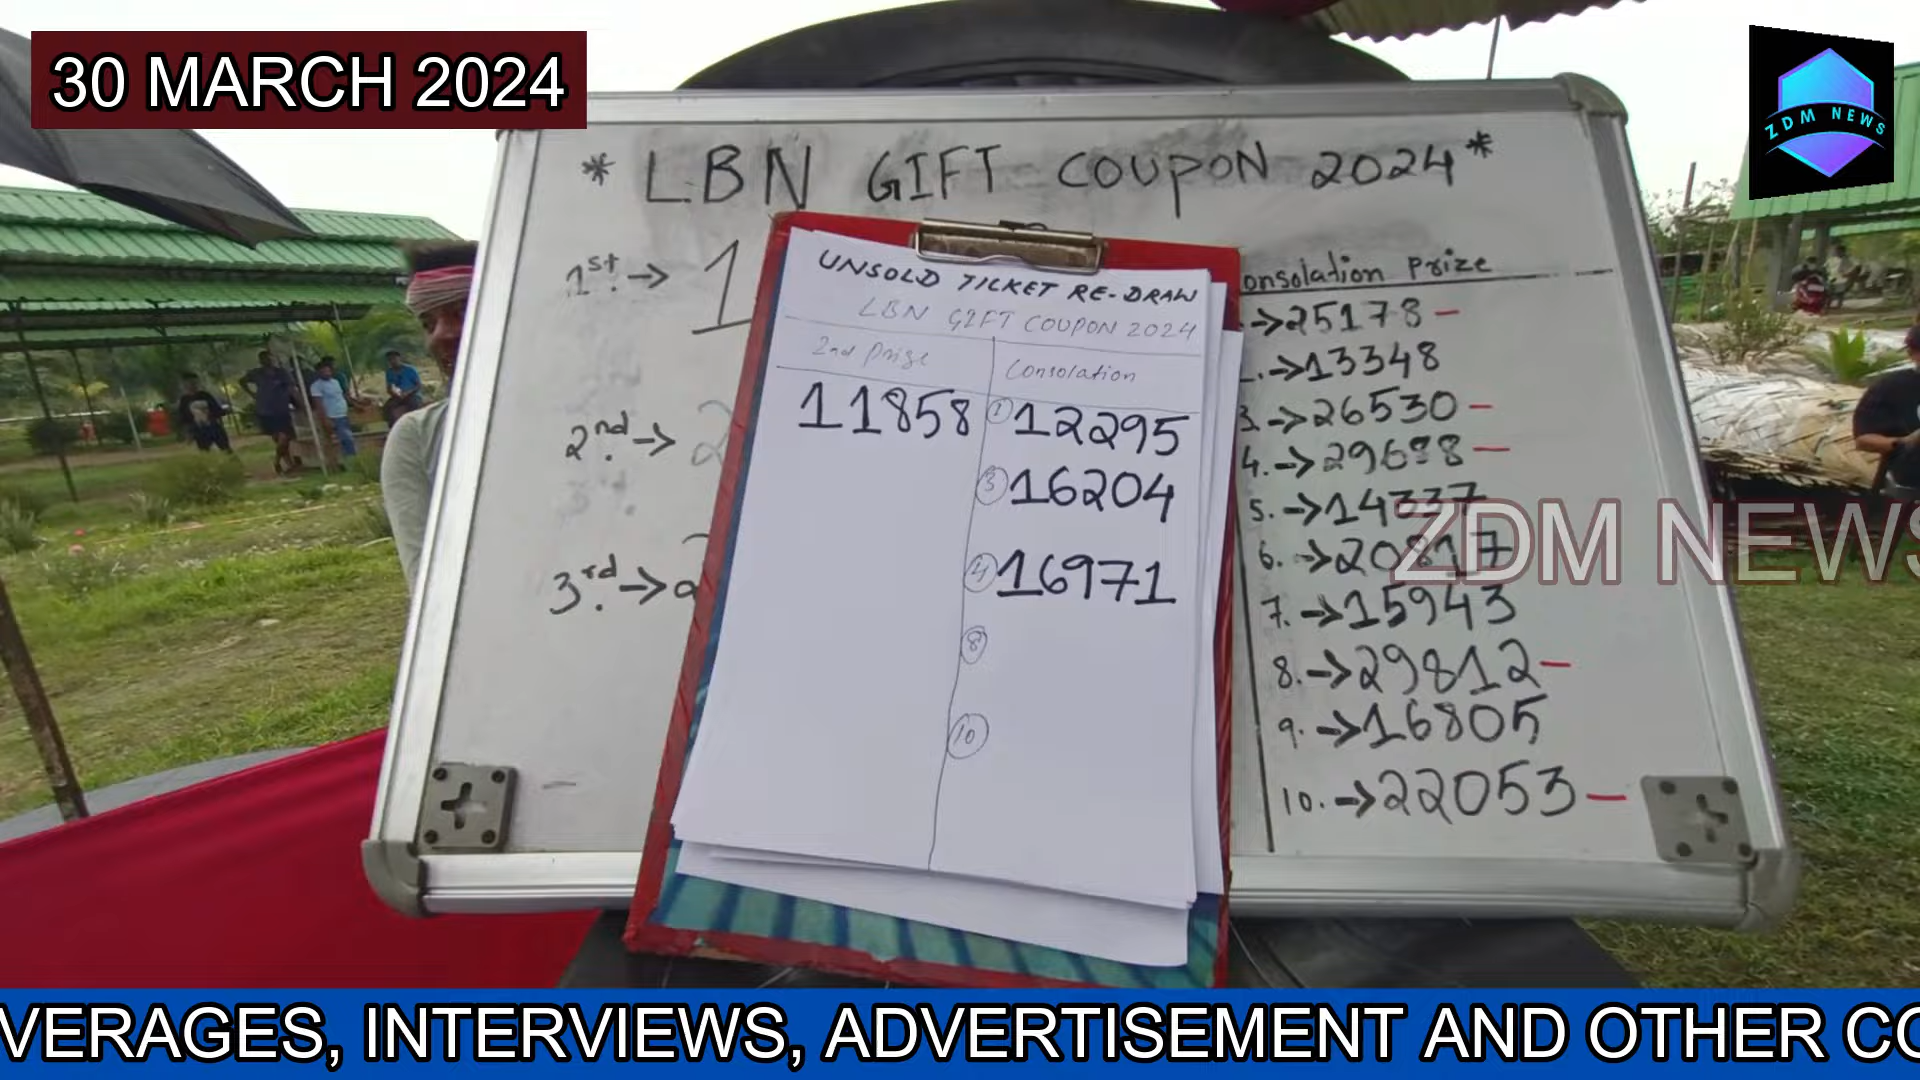 30 MARCH 2024
ZDM NEWS
* LBN GIFT COUPON 2024 *
1st. →
2nd. →
3rd. →
UNSOLD TICKET RE-DRAW
LBN GIFT COUPON 2024
2nd Prize
11858
Consolation
① 12295
③ 16204
④ 16971
⑧
⑩
onsolation Prize
→ 25178 –
→ 13348
3. → 26530 –
4. → 29688 –
5. → 14337
6. → 20817
7. → 15943
8. → 29812 –
9. → 16805
10. → 22053 –
ZDM NEWS
VERAGES, INTERVIEWS, ADVERTISEMENT AND OTHER CO